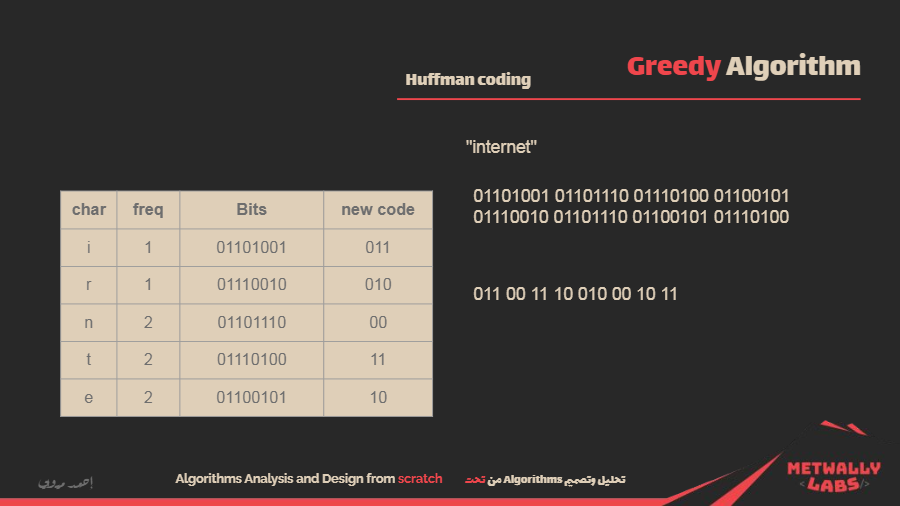 Greedy Algorithm
Huffman coding
"internet"
01101001 01101110 01110100 01100101
01110010 01101110 01100101 01110100
011 00 11 10 010 00 10 11
char freq Bits new code
i 1 01101001 011
r 1 01110010 010
n 2 01101110 00
t 2 01110100 11
e 2 01100101 10
Algorithms Analysis and Design from scratch
تحليل وتصميم Algorithms من تحت
METWALLY
<LABS/>